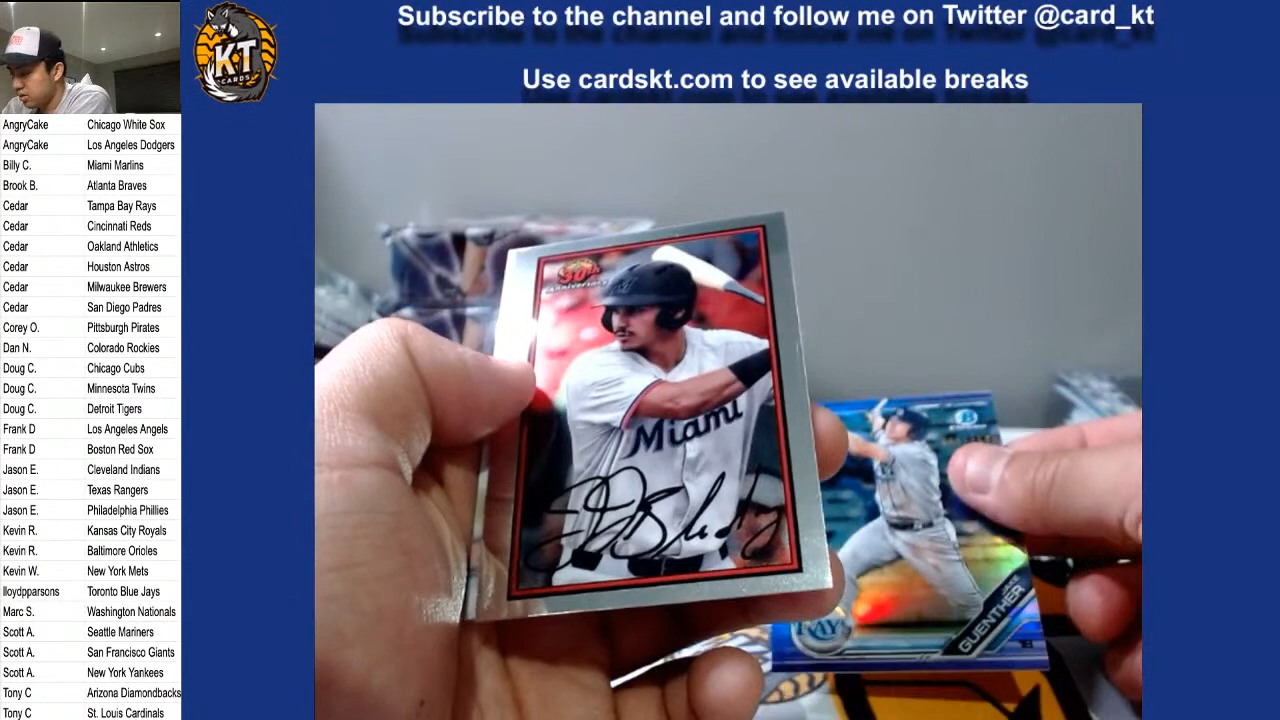 Subscribe to the channel and follow me on Twitter @card_kt
Use cardskt.com to see available breaks
KT
CARDS
AngryCake Chicago White Sox
AngryCake Los Angeles Dodgers
Billy C. Miami Marlins
Brook B. Atlanta Braves
Cedar Tampa Bay Rays
Cedar Cincinnati Reds
Cedar Oakland Athletics
Cedar Houston Astros
Cedar Milwaukee Brewers
Cedar San Diego Padres
Corey O. Pittsburgh Pirates
Dan N. Colorado Rockies
Doug C. Chicago Cubs
Doug C. Minnesota Twins
Doug C. Detroit Tigers
Frank D Los Angeles Angels
Frank D Boston Red Sox
Jason E. Cleveland Indians
Jason E. Texas Rangers
Jason E. Philadelphia Phillies
Kevin R. Kansas City Royals
Kevin R. Baltimore Orioles
Kevin W. New York Mets
lloydpparsons Toronto Blue Jays
Marc S. Washington Nationals
Scott A. Seattle Mariners
Scott A. San Francisco Giants
Scott A. New York Yankees
Tony C Arizona Diamondbacks
Tony C St. Louis Cardinals
30th
ANNIVERSARY
Miami
RAYS
GUENTHER
B